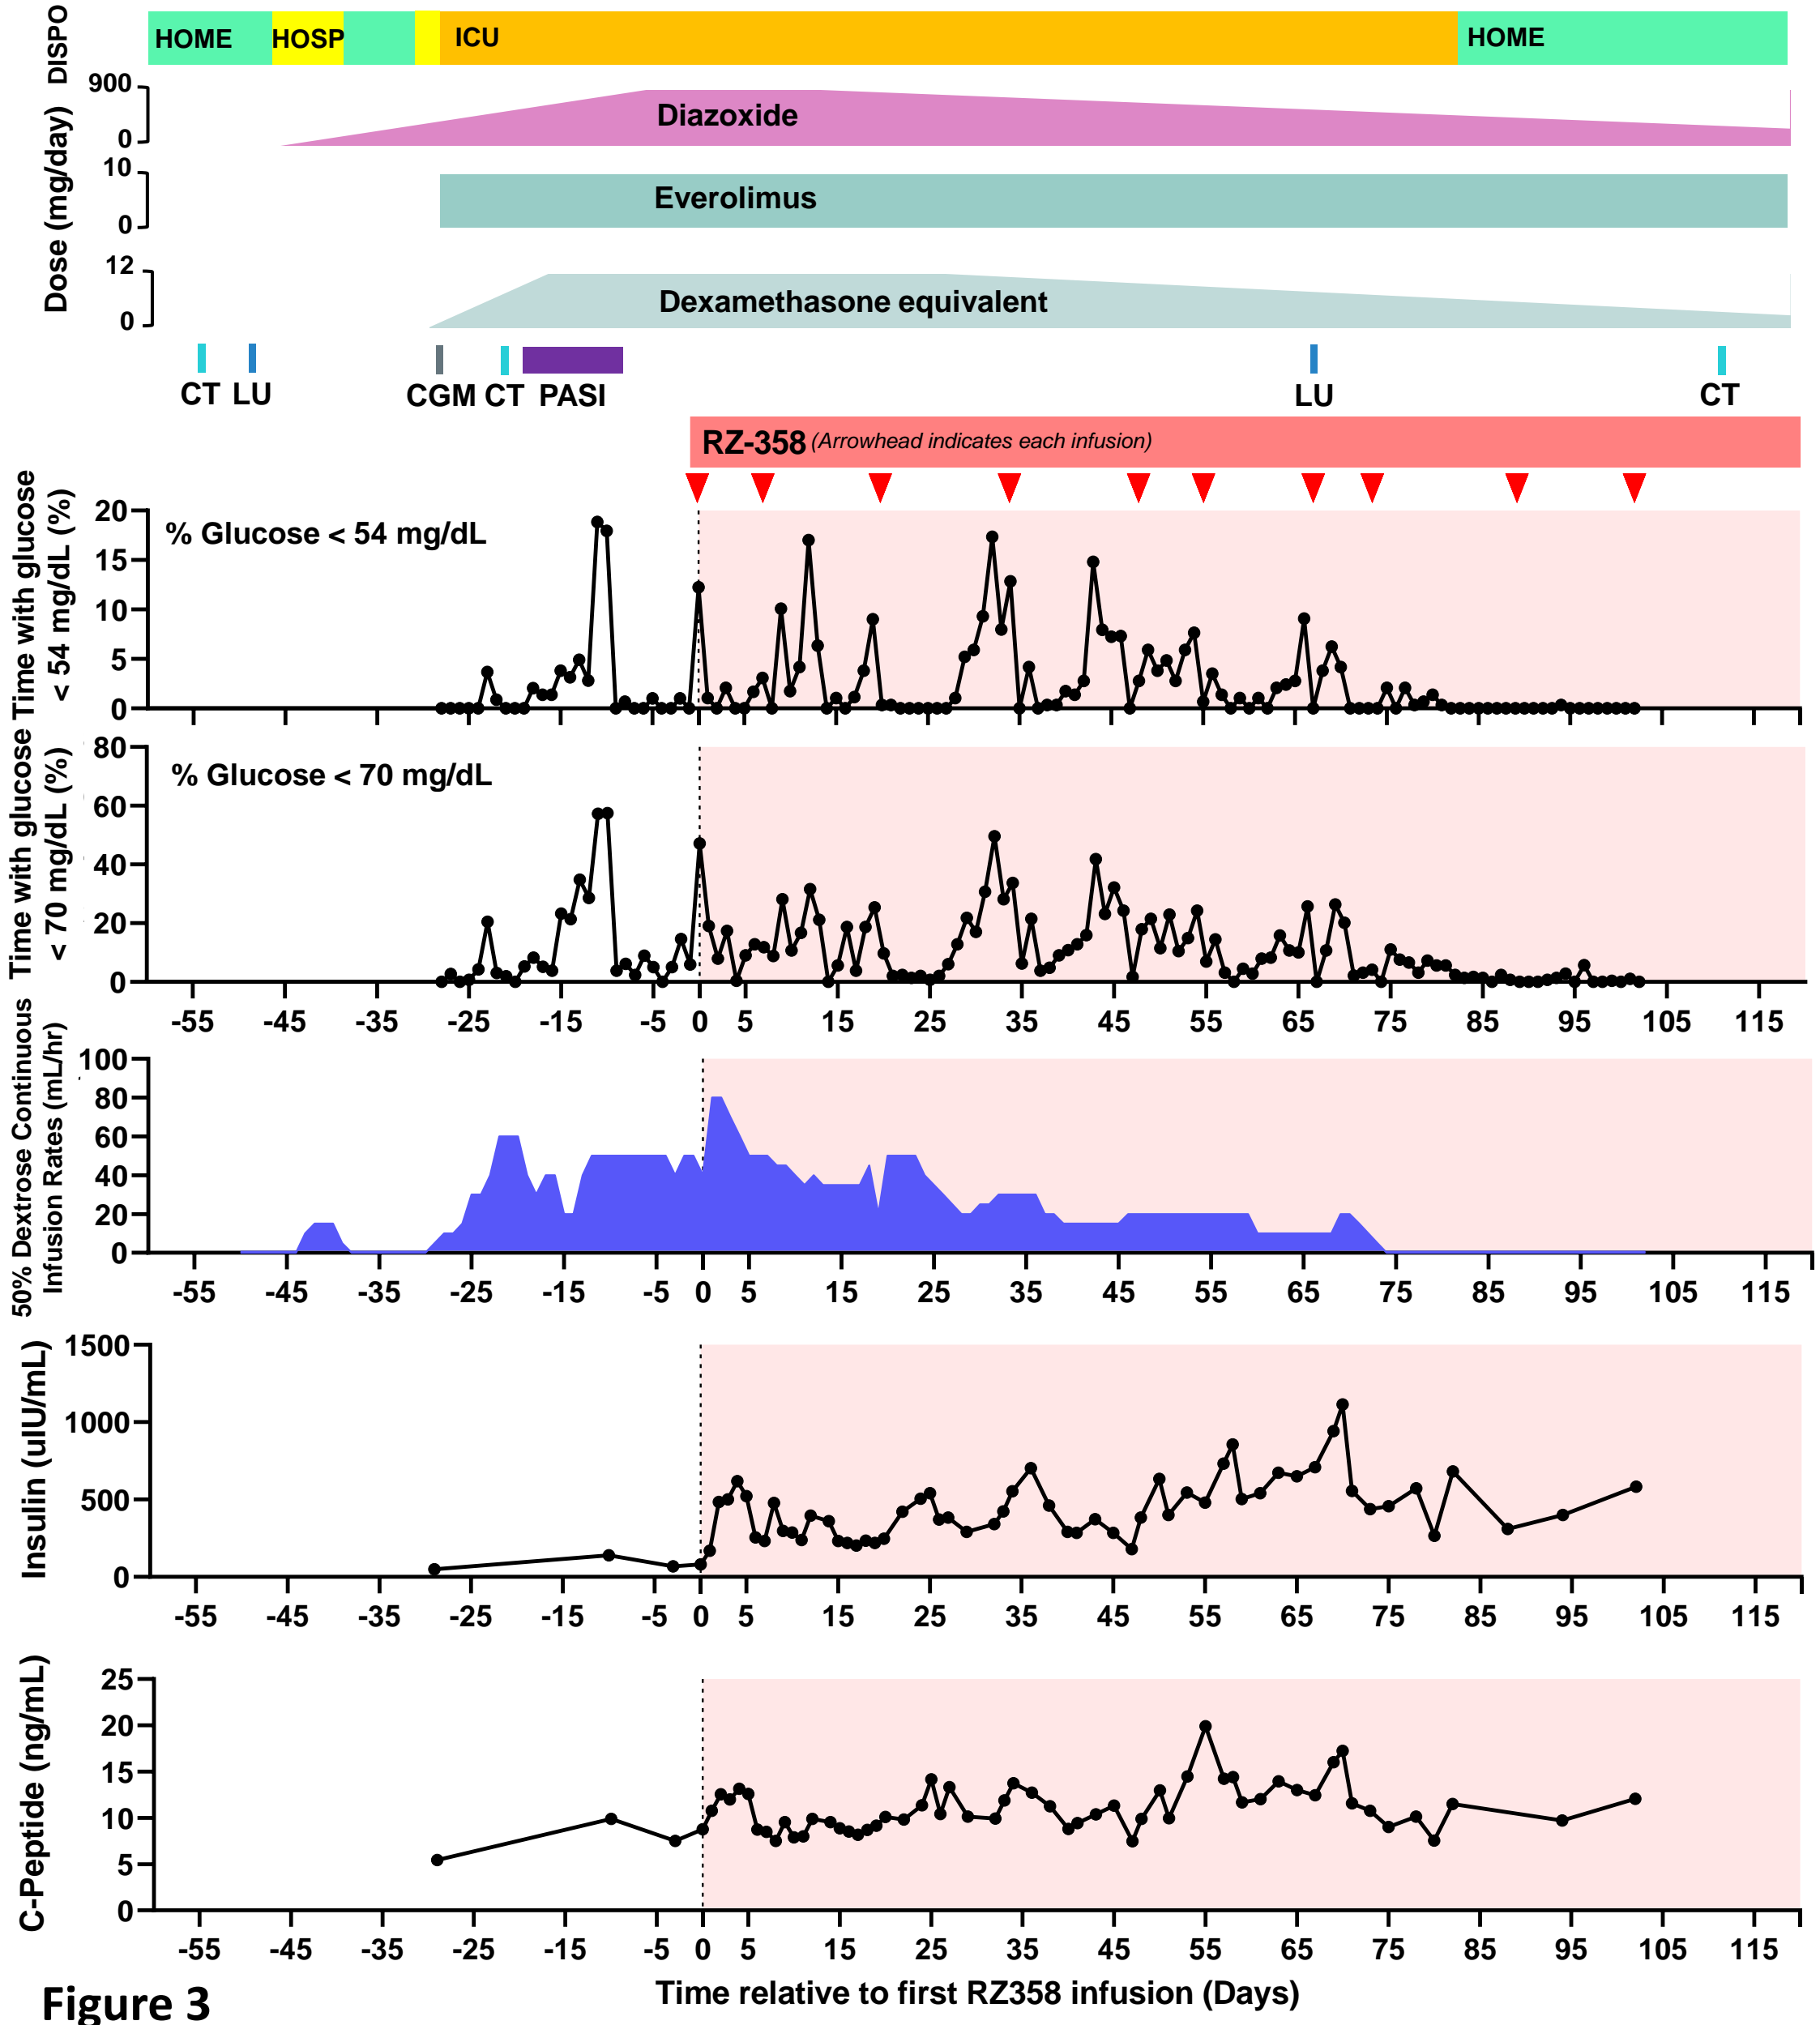 DISPO
HOME HOSP ICU HOME
Dose (mg/day)
900
0
Diazoxide
10
0
Everolimus
12
0
Dexamethasone equivalent
CT LU CGM CT PASI LU CT
RZ-358 (Arrowhead indicates each infusion)
Time with glucose
< 54 mg/dL (%)
% Glucose < 54 mg/dL
20
15
10
5
0
Time with glucose
< 70 mg/dL (%)
% Glucose < 70 mg/dL
80
60
40
20
0
-55 -45 -35 -25 -15 -5 0 5 15 25 35 45 55 65 75 85 95 105 115
50% Dextrose Continuous
Infusion Rates (mL/hr)
100
80
60
40
20
0
-55 -45 -35 -25 -15 -5 0 5 15 25 35 45 55 65 75 85 95 105 115
Insulin (uIU/mL)
1500
1000
500
0
-55 -45 -35 -25 -15 -5 0 5 15 25 35 45 55 65 75 85 95 105 115
C-Peptide (ng/mL)
25
20
15
10
5
0
-55 -45 -35 -25 -15 -5 0 5 15 25 35 45 55 65 75 85 95 105 115
Time relative to first RZ358 infusion (Days)
Figure 3